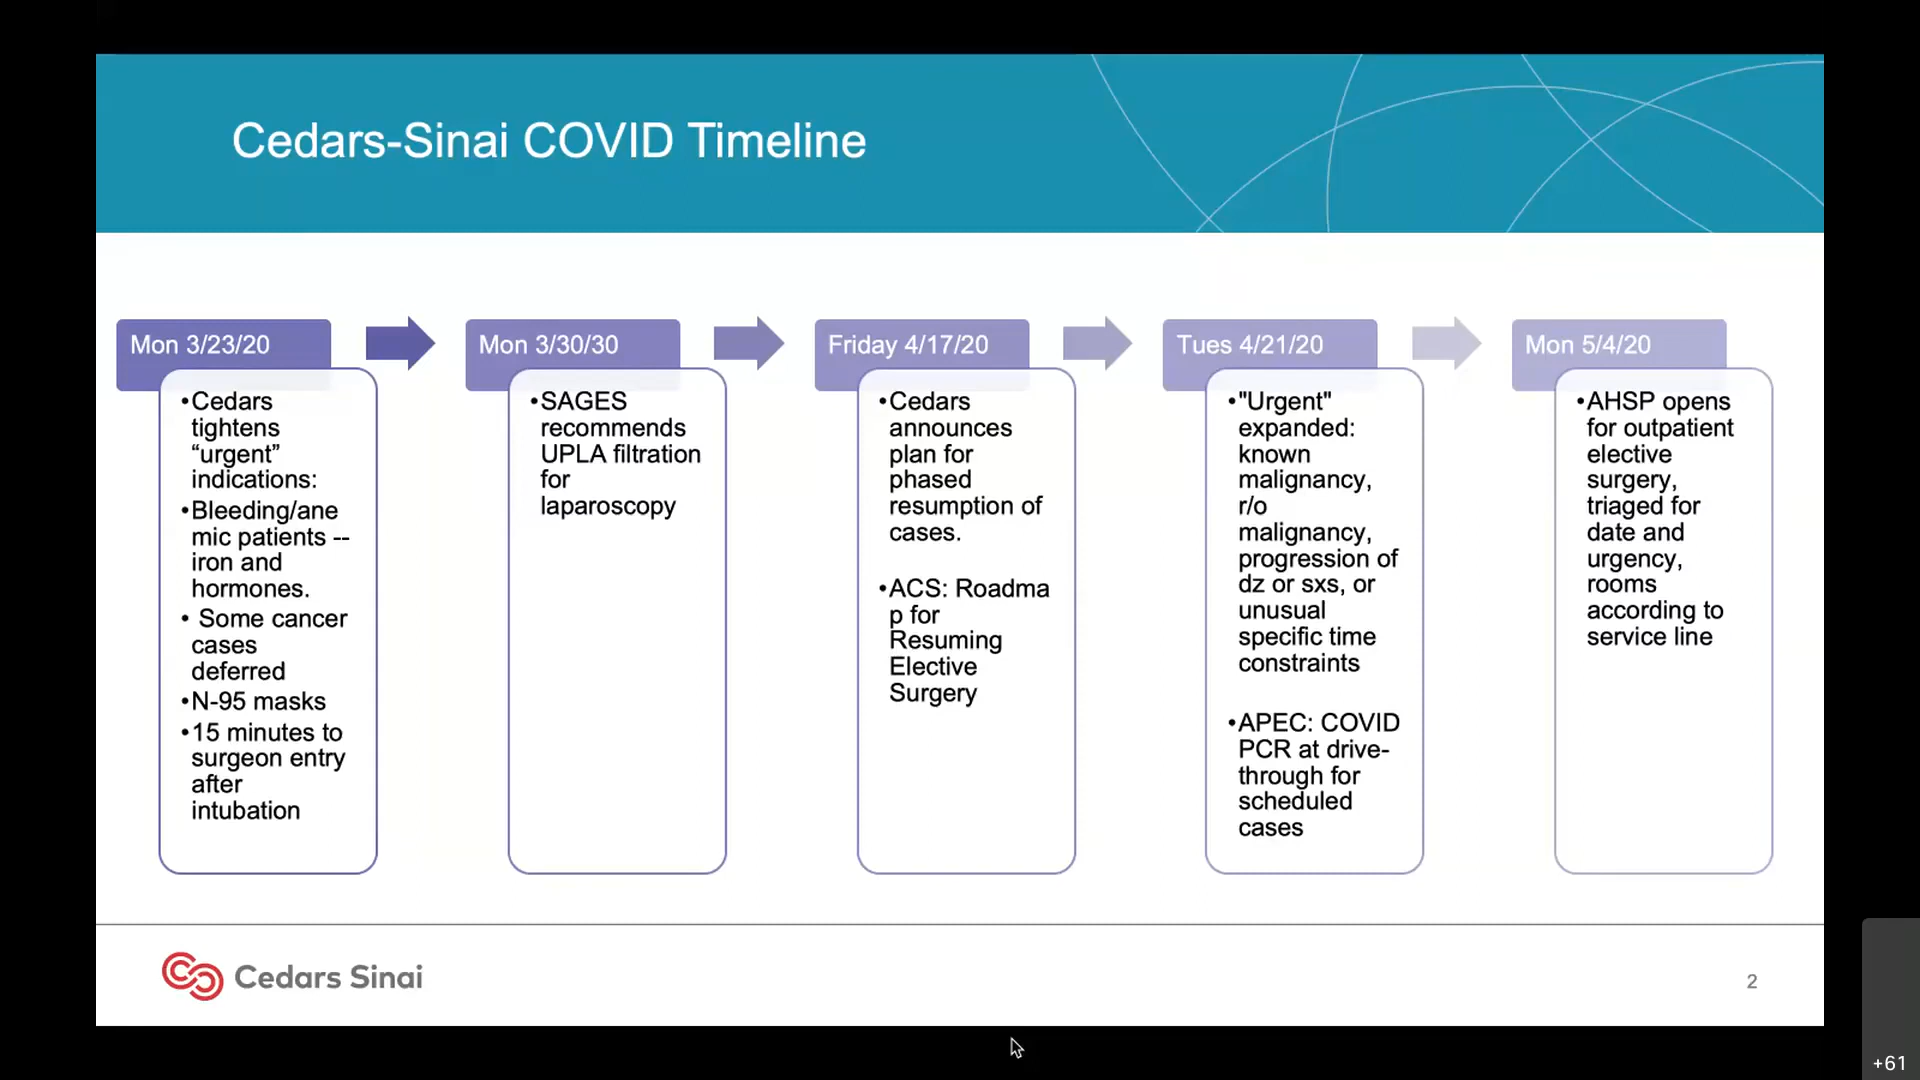 Cedars-Sinai COVID Timeline
Mon 3/23/20
•Cedars
tightens
“urgent”
indications:
•Bleeding/ane
mic patients --
iron and
hormones.
• Some cancer
cases
deferred
•N-95 masks
•15 minutes to
surgeon entry
after
intubation
Mon 3/30/30
•SAGES
recommends
UPLA filtration
for
laparoscopy
Friday 4/17/20
•Cedars
announces
plan for
phased
resumption of
cases.
•ACS: Roadma
p for
Resuming
Elective
Surgery
Tues 4/21/20
•"Urgent"
expanded:
known
malignancy,
r/o
malignancy,
progression of
dz or sxs, or
unusual
specific time
constraints
•APEC: COVID
PCR at drive-
through for
scheduled
cases
Mon 5/4/20
•AHSP opens
for outpatient
elective
surgery,
triaged for
date and
urgency,
rooms
according to
service line
Cedars Sinai
2
+61